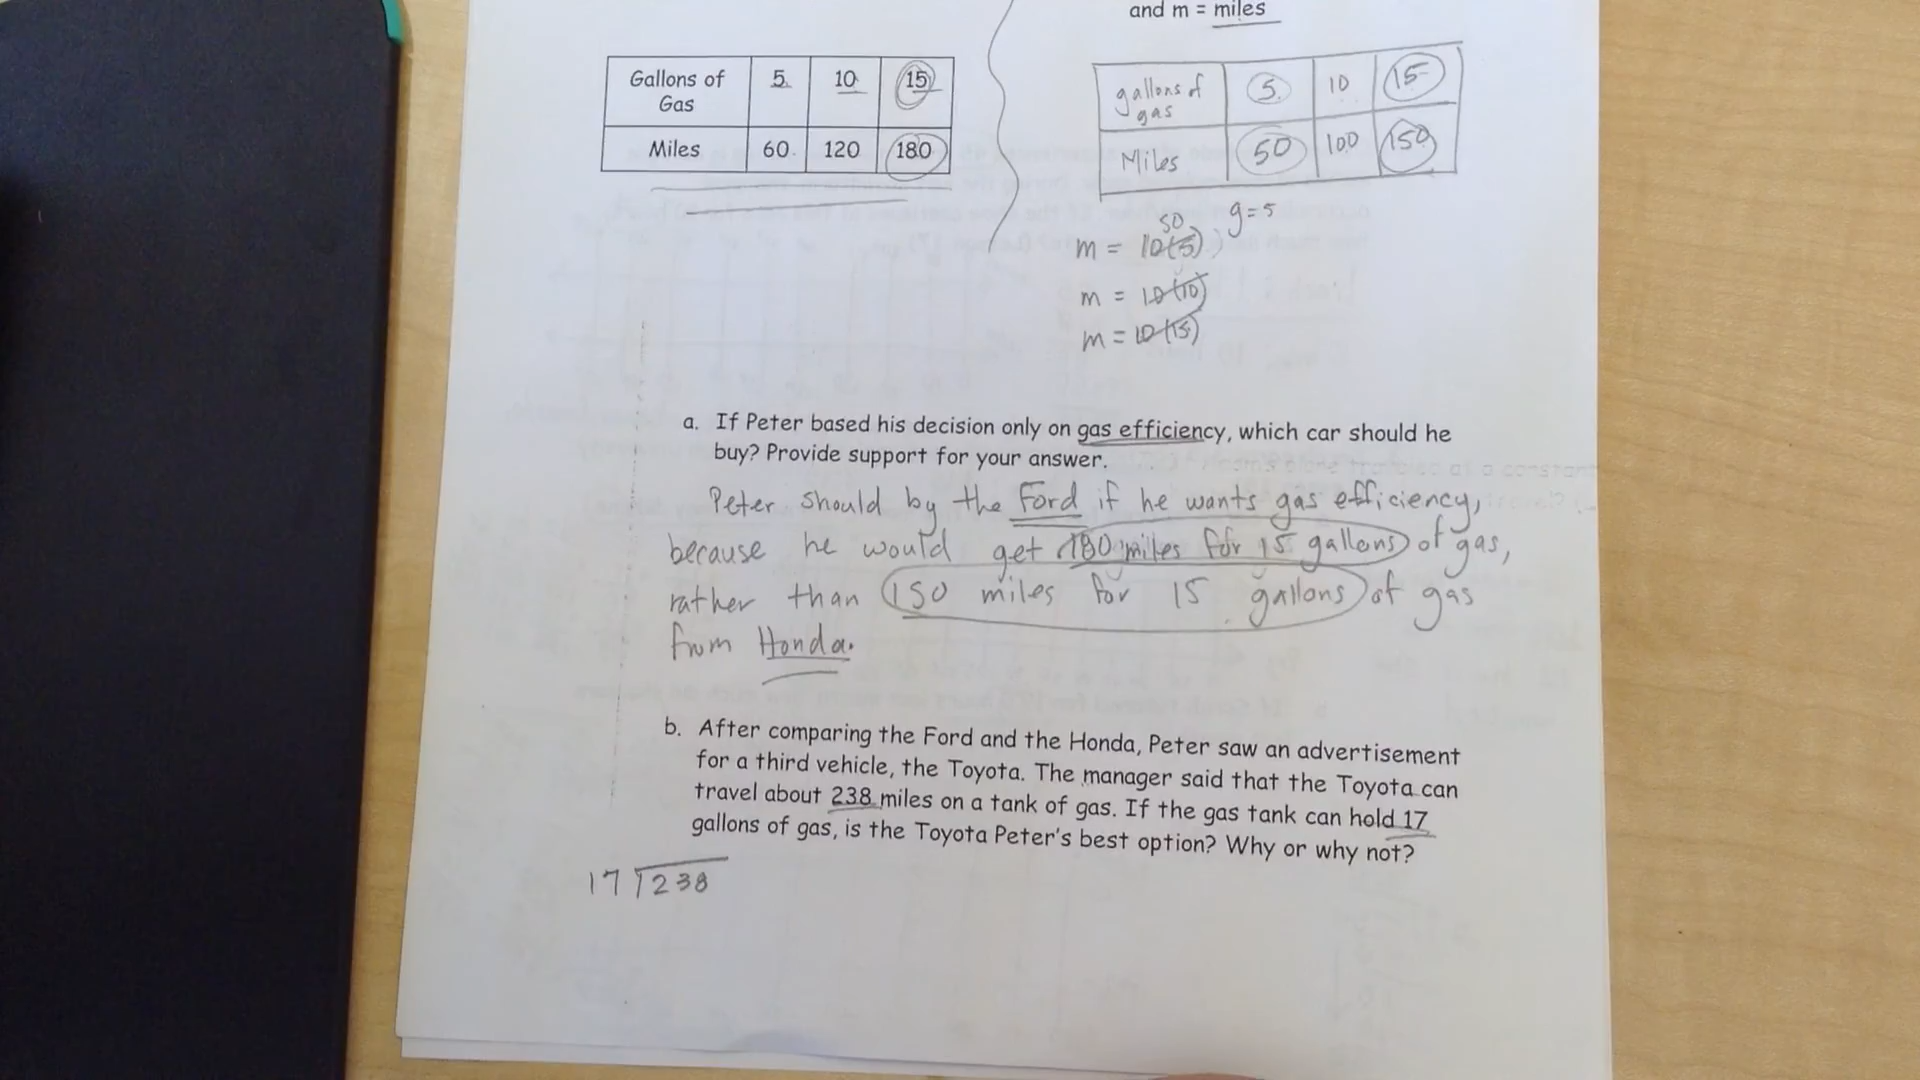 and m = miles
Gallons of Gas 5 10 15
Miles 60 120 180
gallons of gas 5 10 15
Miles 50 100 150
50 g=5
m = 10(5)
m = 10(10)
m = 10(15)
a. If Peter based his decision only on gas efficiency, which car should he
buy? Provide support for your answer.
Peter should by the Ford if he wants gas efficiency,
because he would get 180 miles for 15 gallons of gas,
rather than 150 miles for 15 gallons of gas
from Honda.
b. After comparing the Ford and the Honda, Peter saw an advertisement
for a third vehicle, the Toyota. The manager said that the Toyota can
travel about 238 miles on a tank of gas. If the gas tank can hold 17
gallons of gas, is the Toyota Peter's best option? Why or why not?
17 238